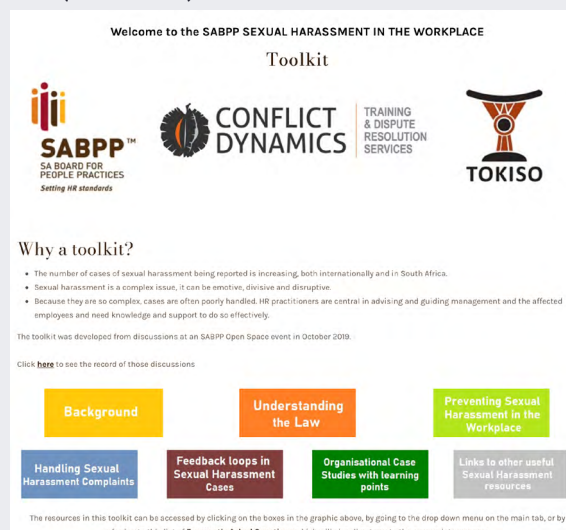 Welcome to the SABPP SEXUAL HARASSMENT IN THE WORKPLACE
Toolkit
SABPP™
SA BOARD FOR
PEOPLE PRACTICES
Setting HR standards
CONFLICT
DYNAMICS
TRAINING
& DISPUTE
RESOLUTION
SERVICES
TOKISO
Why a toolkit?
• The number of cases of sexual harassment being reported is increasing, both internationally and in South Africa.
• Sexual harassment is a complex issue, it can be emotive, divisive and disruptive.
• Because they are so complex, cases are often poorly handled. HR practitioners are central in advising and guiding management and the affected
employees and need knowledge and support to do so effectively.
The toolkit was developed from discussions at an SABPP Open Space event in October 2019.
Click here to see the record of those discussions
Background
Understanding
the Law
Preventing Sexual
Harassment in the
Workplace
Handling Sexual
Harassment Complaints
Feedback loops in
Sexual Harassment
Cases
Organisational Case
Studies with learning
points
Links to other useful
Sexual Harassment
resources
The resources in this toolkit can be accessed by clicking on the boxes in the graphic above, by going to the drop down menu on the main tab, or by